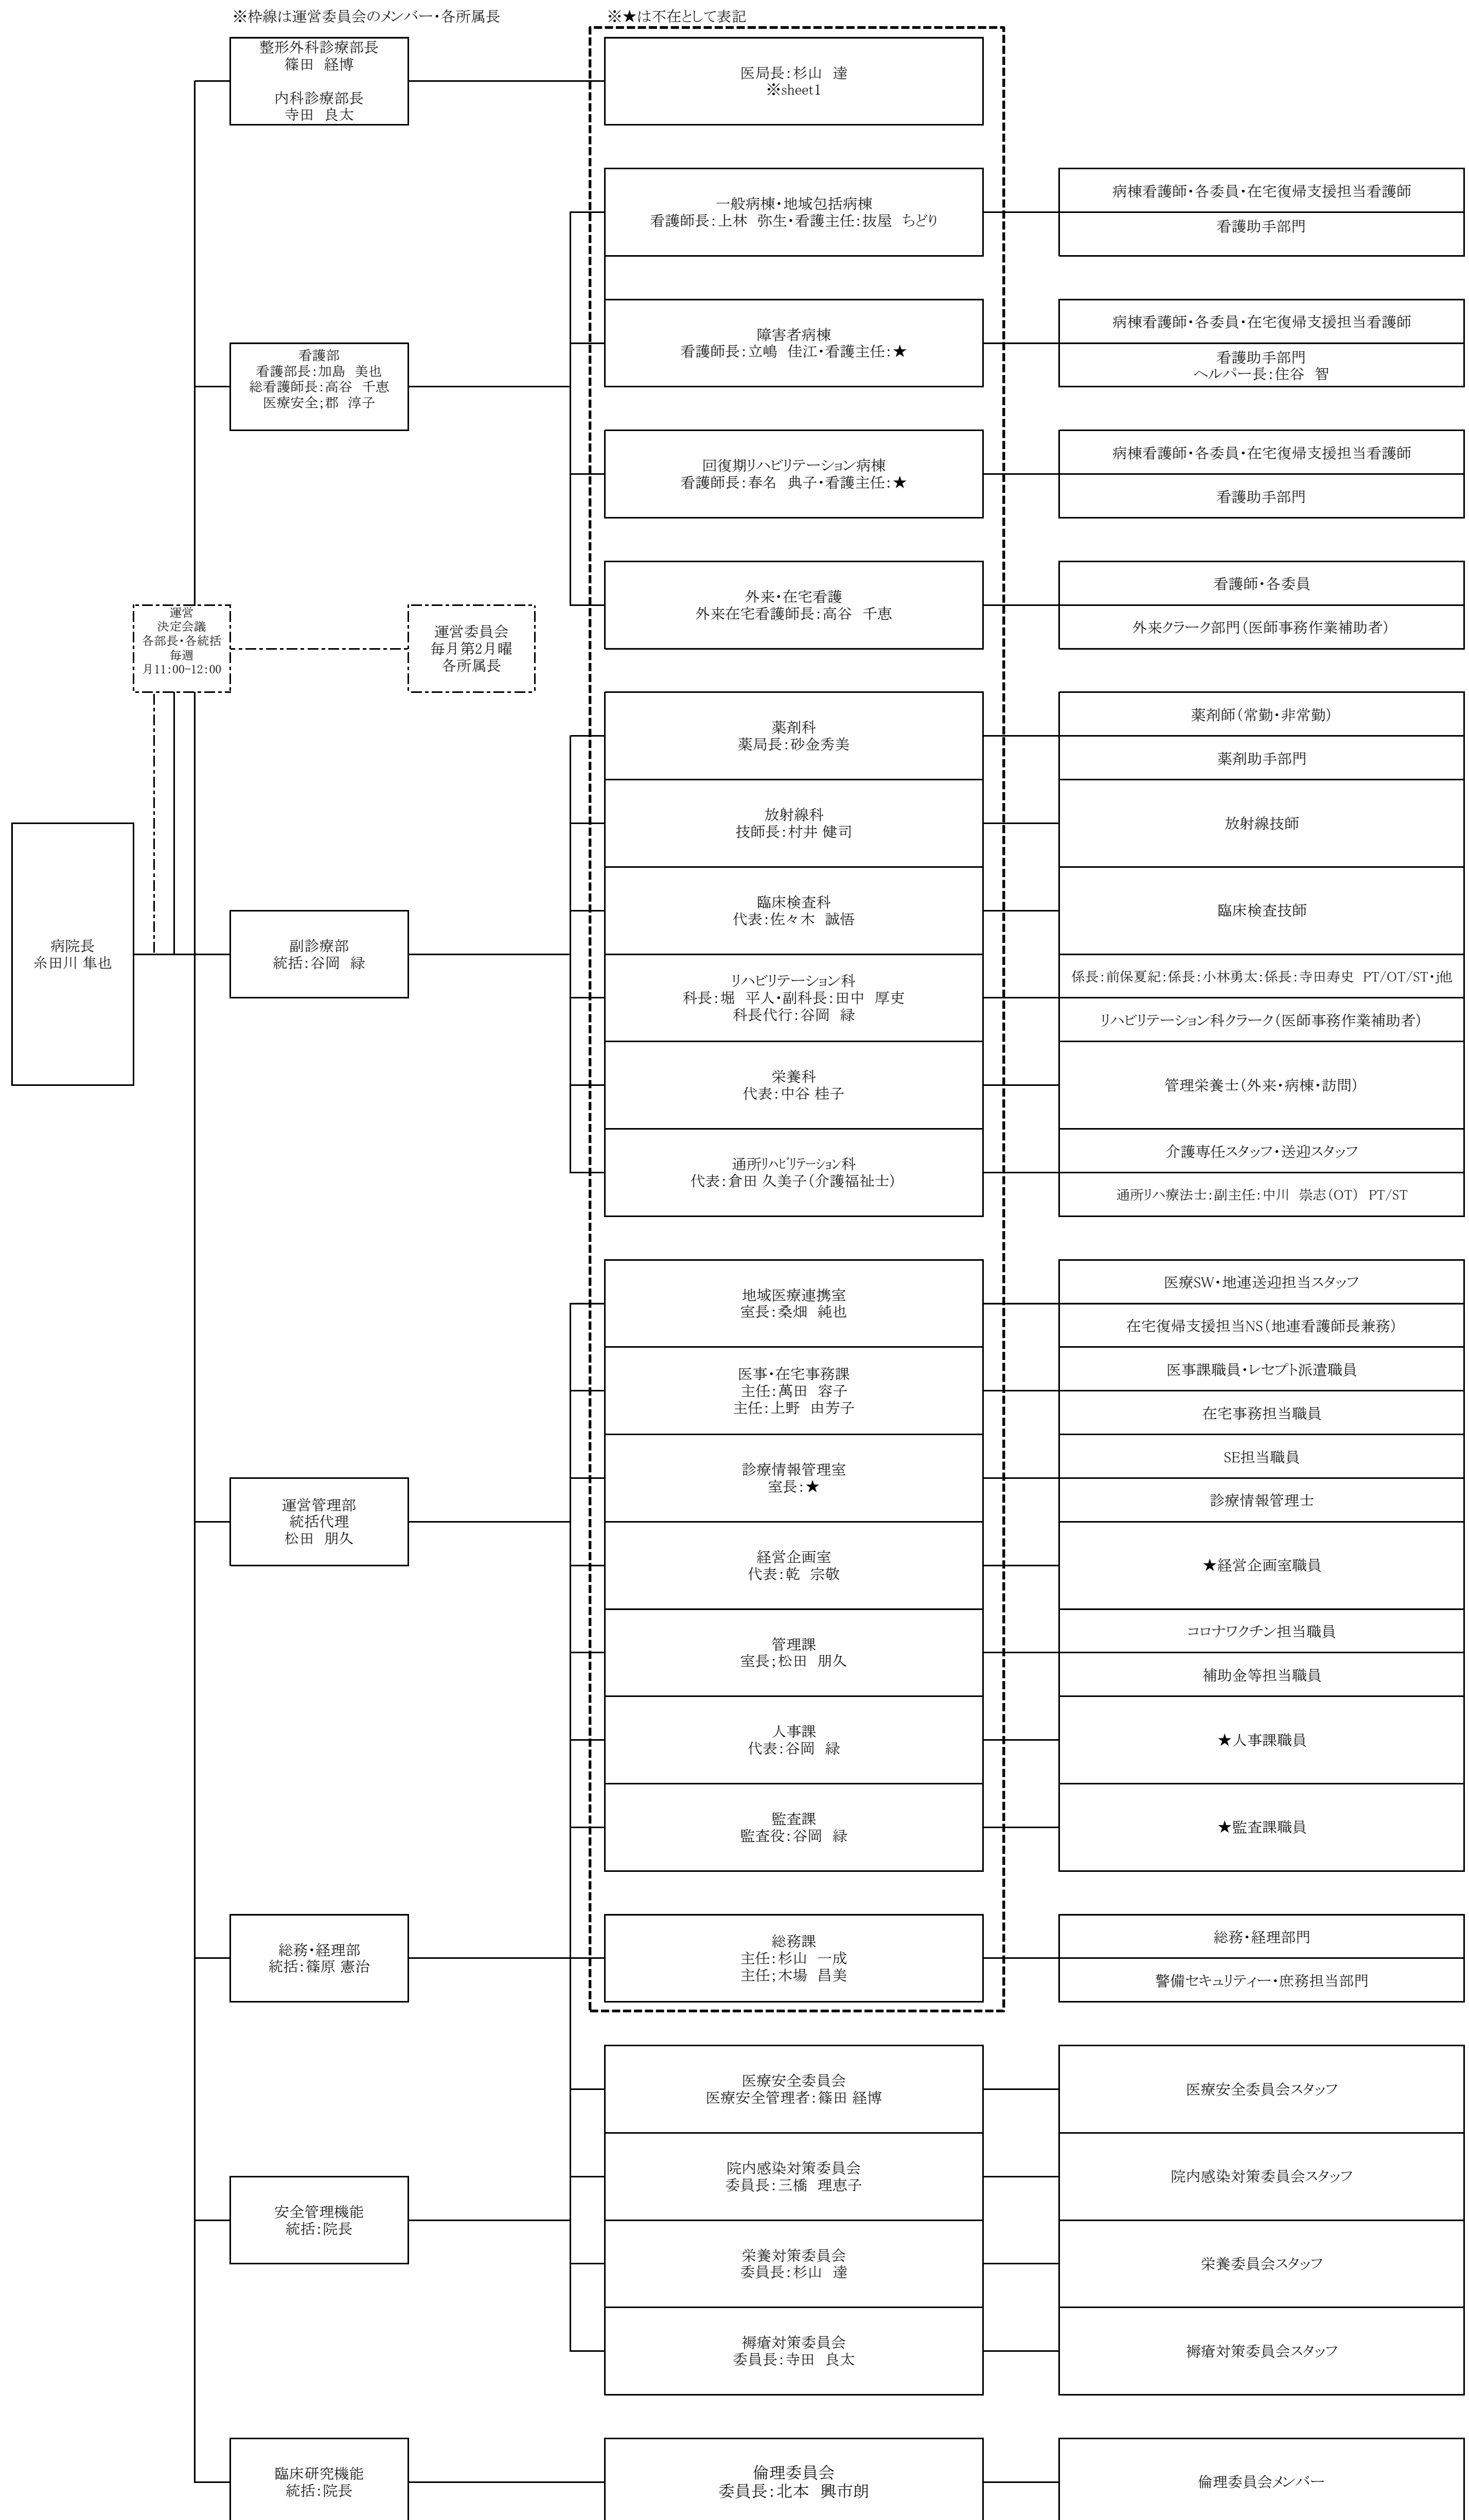 ※枠線は運営委員会のメンバー・各所属長
※★は不在として表記
整形外科診療部長
篠田　経博
内科診療部長
寺田　良太
医局長：杉山　達
※sheet1
一般病棟・地域包括病棟
看護師長：上林　弥生・看護主任：抜屋　ちどり
病棟看護師・各委員・在宅復帰支援担当看護師
看護助手部門
障害者病棟
看護師長：立嶋　佳江・看護主任：★
病棟看護師・各委員・在宅復帰支援担当看護師
看護助手部門
ヘルパー長：住谷　智
看護部
看護部長：加島　美也
総看護師長：高谷　千恵
医療安全；郡　淳子
回復期リハビリテーション病棟
看護師長：春名　典子・看護主任：★
病棟看護師・各委員・在宅復帰支援担当看護師
看護助手部門
外来・在宅看護
外来在宅看護師長：高谷　千恵
看護師・各委員
外来クラーク部門（医師事務作業補助者）
運営
決定会議
各部長・各統括
毎週
月11：00-12：00
運営委員会
毎月第2月曜
各所属長
薬剤科
薬局長：砂金秀美
薬剤師（常勤・非常勤）
薬剤助手部門
放射線科
技師長：村井 健司
放射線技師
臨床検査科
代表：佐々木　誠悟
臨床検査技師
病院長
糸田川 隼也
副診療部
統括：谷岡　緑
リハビリテーション科
科長：堀　平人・副科長：田中　厚吏
科長代行：谷岡　緑
係長：前保夏紀：係長：小林勇太：係長：寺田寿史　PT/OT/ST・j他
リハビリテーション科クラーク（医師事務作業補助者）
栄養科
代表：中谷 桂子
管理栄養士（外来・病棟・訪問）
通所リハビリテーション科
代表：倉田 久美子（介護福祉士）
介護専任スタッフ・送迎スタッフ
通所リハ療法士：副主任：中川　崇志（OT）　PT/ST
地域医療連携室
室長：桑畑　純也
医療SW・地連送迎担当スタッフ
在宅復帰支援担当NS（地連看護師長兼務）
医事・在宅事務課
主任：萬田　容子
主任：上野　由芳子
医事課職員・レセプト派遣職員
在宅事務担当職員
診療情報管理室
室長：★
SE担当職員
診療情報管理士
運営管理部
統括代理
松田　朋久
経営企画室
代表：乾　宗敬
★経営企画室職員
管理課
室長；松田　朋久
コロナワクチン担当職員
補助金等担当職員
人事課
代表：谷岡　緑
★人事課職員
監査課
監査役：谷岡　緑
★監査課職員
総務・経理部
統括：篠原 憲治
総務課
主任：杉山　一成
主任；木場　昌美
総務・経理部門
警備セキュリティー・庶務担当部門
医療安全委員会
医療安全管理者：篠田 経博
医療安全委員会スタッフ
院内感染対策委員会
委員長：三橋　理恵子
院内感染対策委員会スタッフ
安全管理機能
統括：院長
栄養対策委員会
委員長：杉山　達
栄養委員会スタッフ
褥瘡対策委員会
委員長：寺田　良太
褥瘡対策委員会スタッフ
臨床研究機能
統括：院長
倫理委員会
委員長：北本　興市朗
倫理委員会メンバー